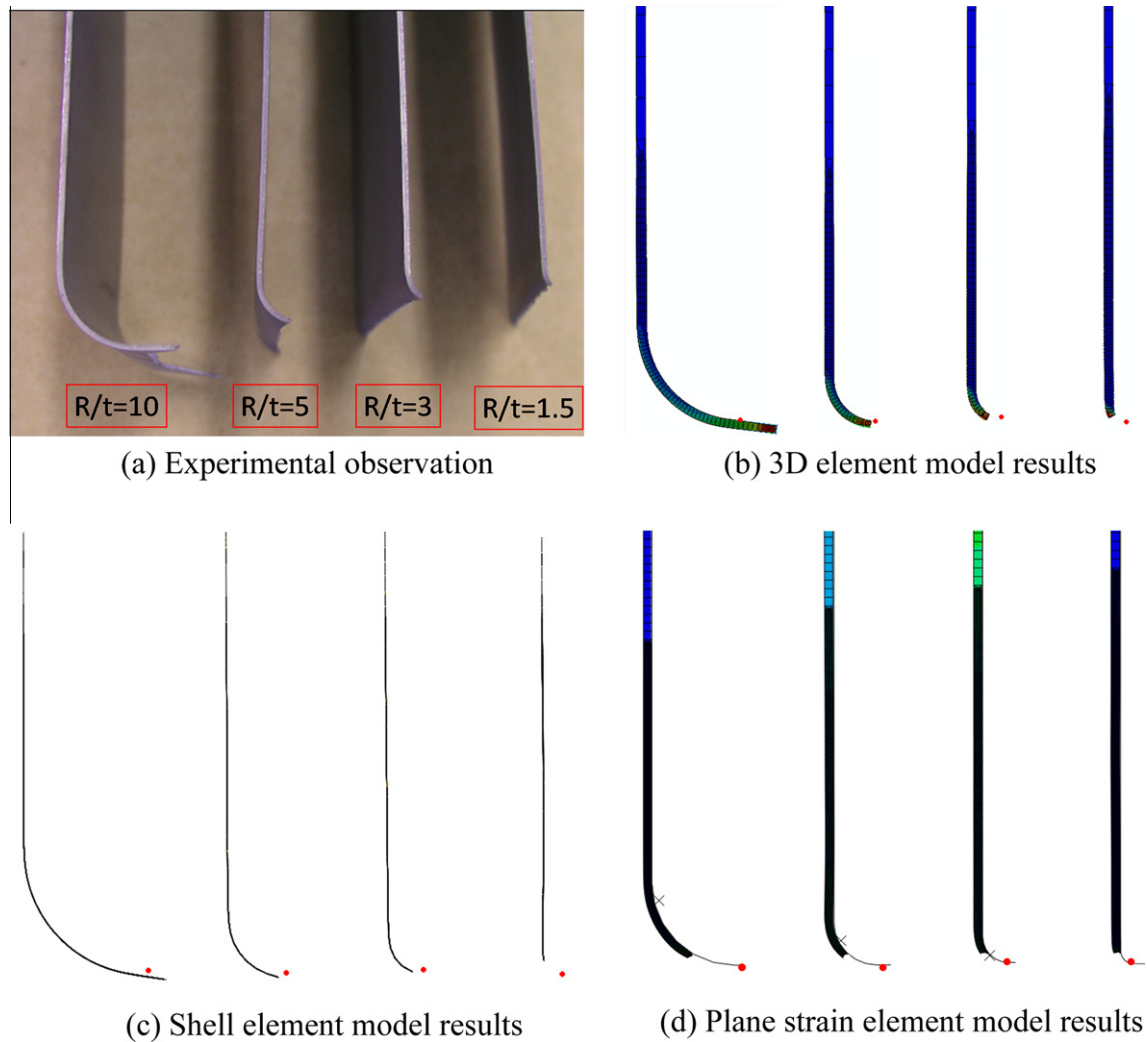 R/t=10
R/t=5
R/t=3
R/t=1.5
(a) Experimental observation
(b) 3D element model results
(c) Shell element model results
(d) Plane strain element model results